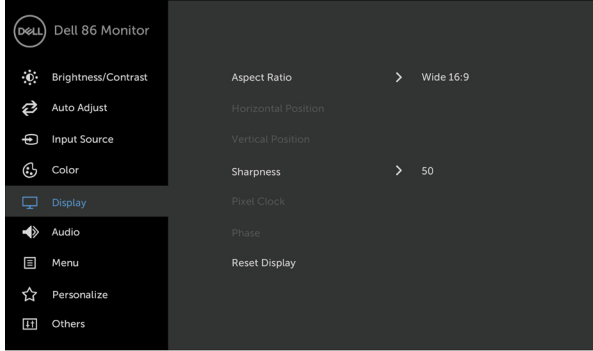 DELL Dell 86 Monitor
Brightness/Contrast
Auto Adjust
Input Source
Color
Display
Audio
Menu
Personalize
Others
Aspect Ratio > Wide 16:9
Horizontal Position
Vertical Position
Sharpness > 50
Pixel Clock
Phase
Reset Display